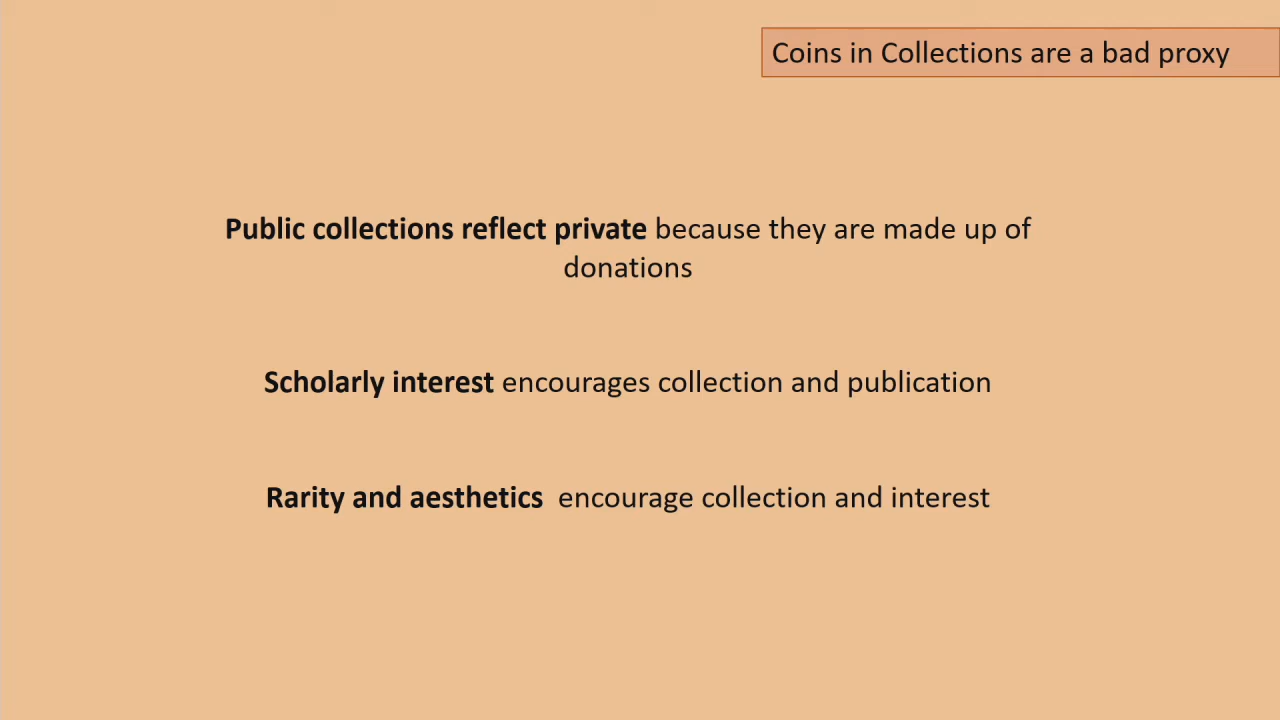 Coins in Collections are a bad proxy
Public collections reflect private because they are made up of
donations
Scholarly interest encourages collection and publication
Rarity and aesthetics  encourage collection and interest